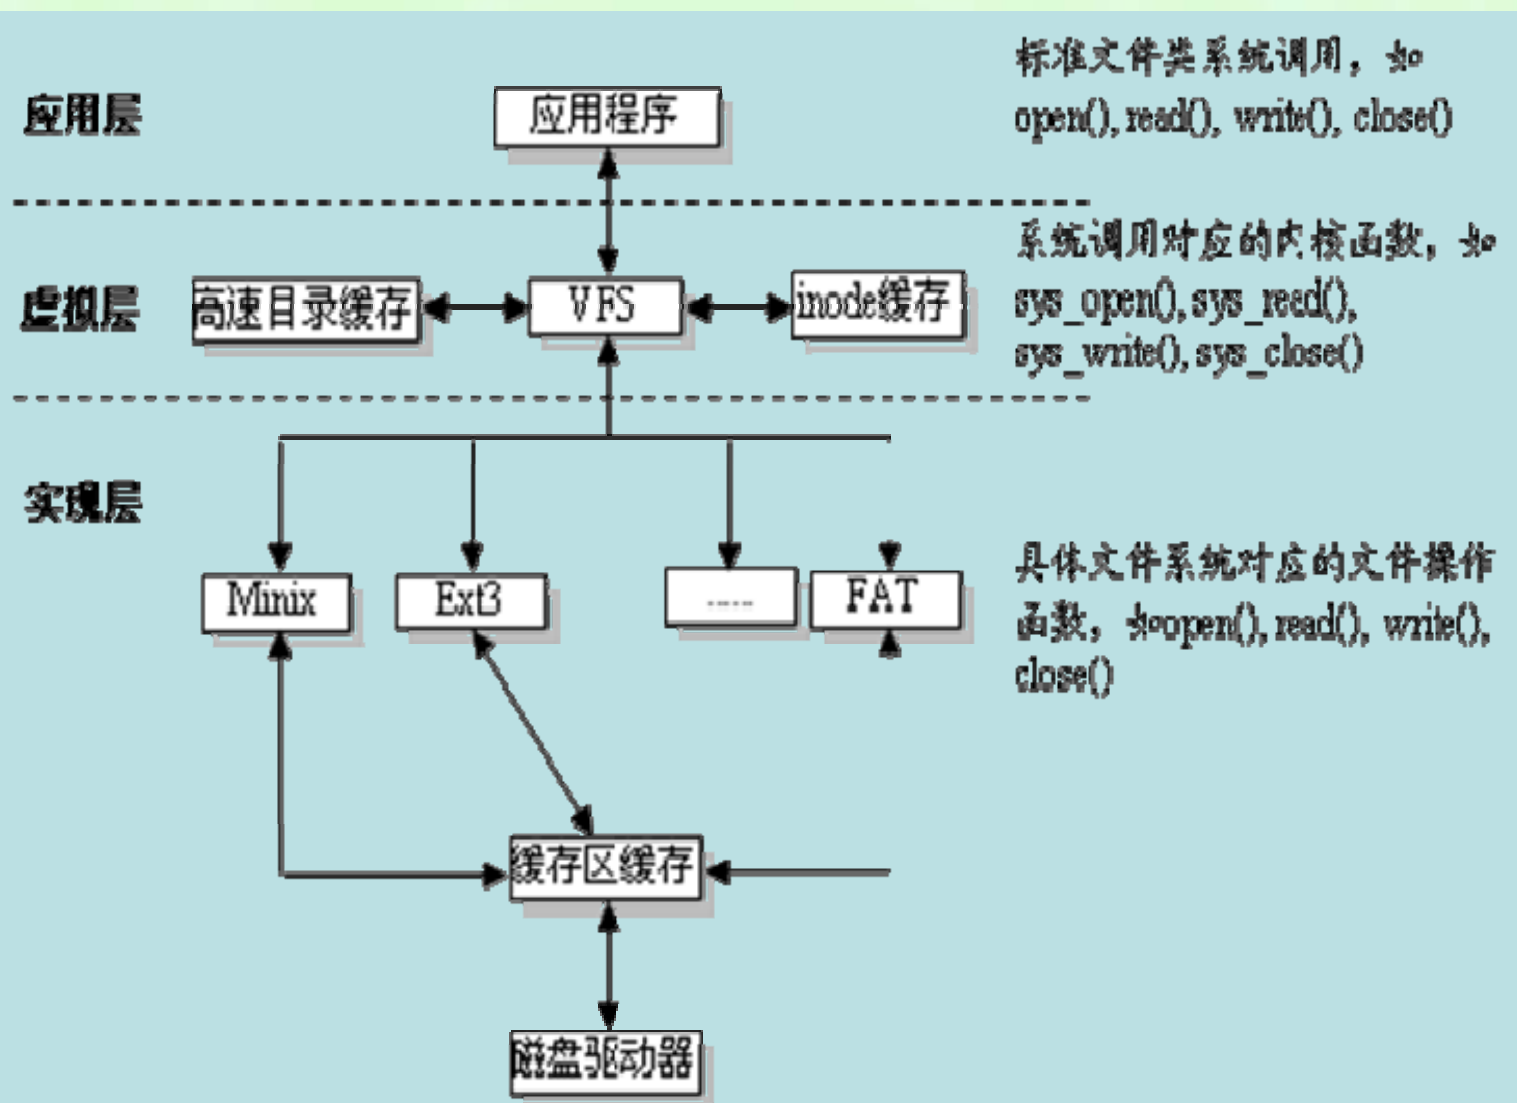 应用层
应用程序
标准文件类系统调用，如
open(), read(), write(), close()
虚拟层
高速目录缓存
VFS
inode缓存
系统调用对应的内核函数，如
sys_open(), sys_read(),
sys_write(), sys_close()
实现层
Minix
Ext3
......
FAT
具体文件系统对应的文件操作
函数，如open(), read(), write(),
close()
缓存区缓存
磁盘驱动器